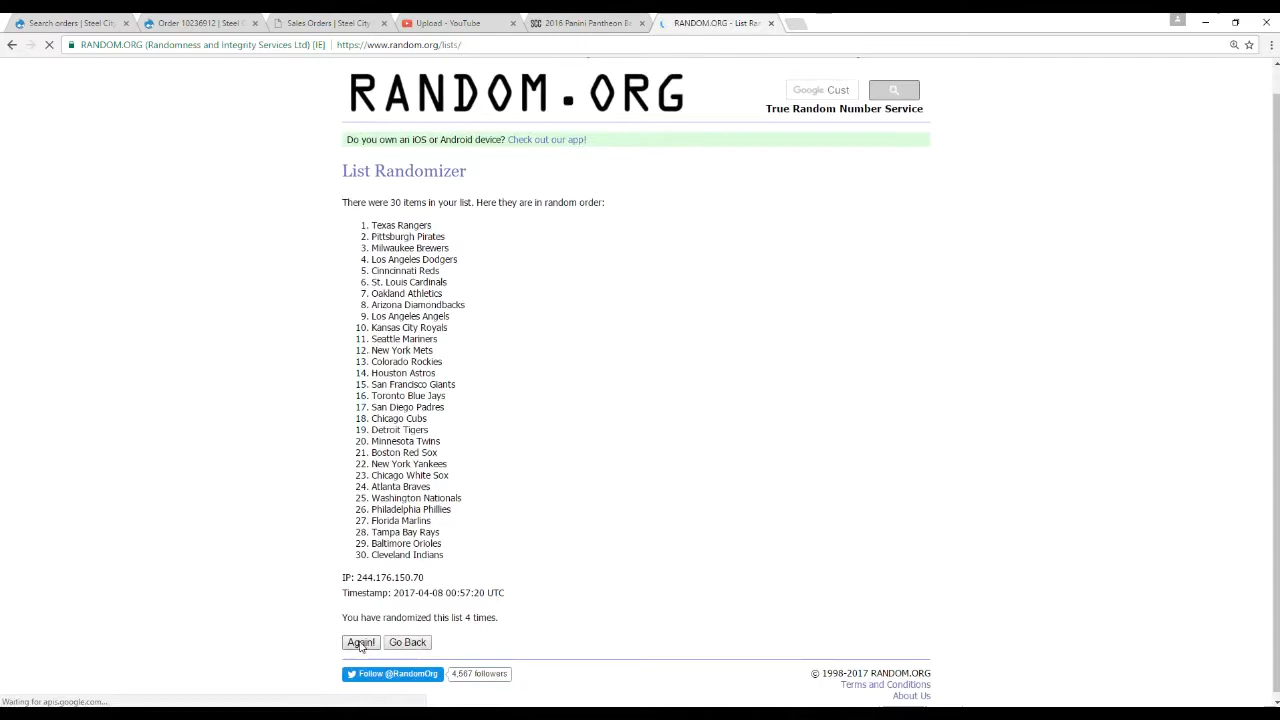 Search orders | Steel City
Order 10236912 | Steel C
Sales Orders | Steel City
Upload - YouTube
2016 Panini Pantheon Ba
RANDOM.ORG - List Ran
RANDOM.ORG (Randomness and Integrity Services Ltd) [IE] https://www.random.org/lists/
RANDOM.ORG
Google Cust
True Random Number Service
Do you own an iOS or Android device? Check out our app!
List Randomizer
There were 30 items in your list. Here they are in random order:
1. Texas Rangers
2. Pittsburgh Pirates
3. Milwaukee Brewers
4. Los Angeles Dodgers
5. Cinncinnati Reds
6. St. Louis Cardinals
7. Oakland Athletics
8. Arizona Diamondbacks
9. Los Angeles Angels
10. Kansas City Royals
11. Seattle Mariners
12. New York Mets
13. Colorado Rockies
14. Houston Astros
15. San Francisco Giants
16. Toronto Blue Jays
17. San Diego Padres
18. Chicago Cubs
19. Detroit Tigers
20. Minnesota Twins
21. Boston Red Sox
22. New York Yankees
23. Chicago White Sox
24. Atlanta Braves
25. Washington Nationals
26. Philadelphia Phillies
27. Florida Marlins
28. Tampa Bay Rays
29. Baltimore Orioles
30. Cleveland Indians
IP: 244.176.150.70
Timestamp: 2017-04-08 00:57:20 UTC
You have randomized this list 4 times.
Again! Go Back
Follow @RandomOrg 4,567 followers
© 1998-2017 RANDOM.ORG
Terms and Conditions
About Us
Waiting for apis.google.com...